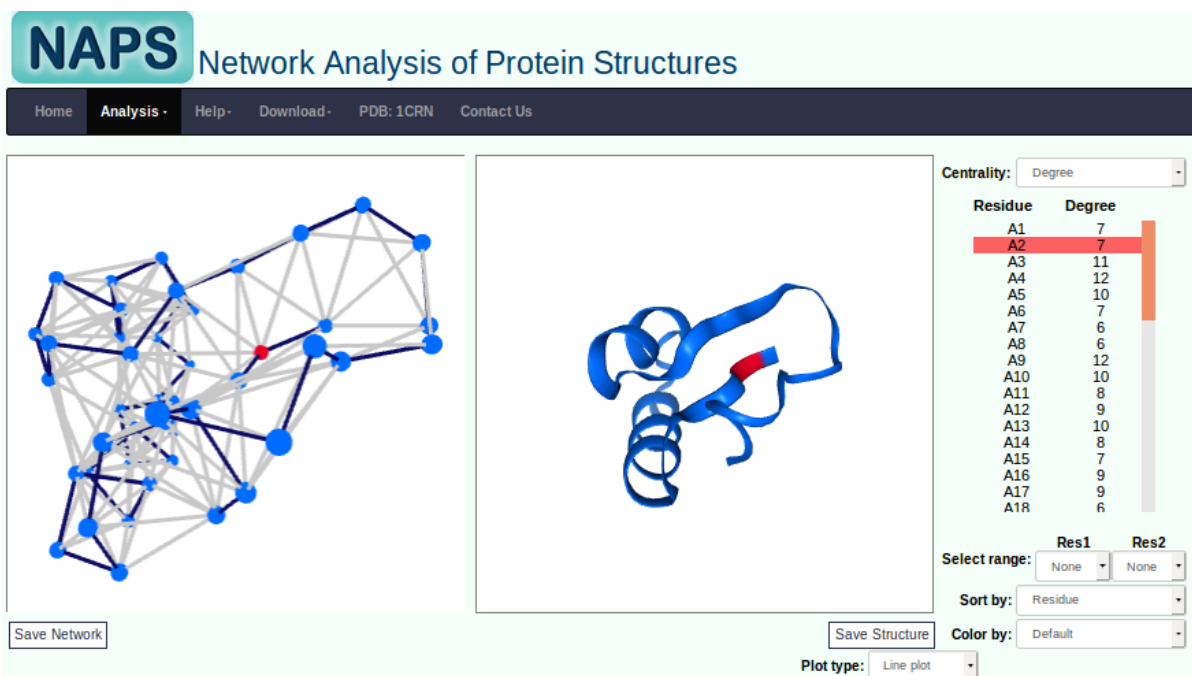 NAPS Network Analysis of Protein Structures
Home Analysis Help Download PDB: 1CRN Contact Us
Centrality: Degree
Residue Degree
A1 7
A2 7
A3 11
A4 12
A5 10
A6 7
A7 6
A8 6
A9 12
A10 10
A11 8
A12 9
A13 10
A14 8
A15 7
A16 9
A17 9
A18 6
Res1 Res2
Select range: None None
Sort by: Residue
Save Network Save Structure Color by: Default
Plot type: Line plot